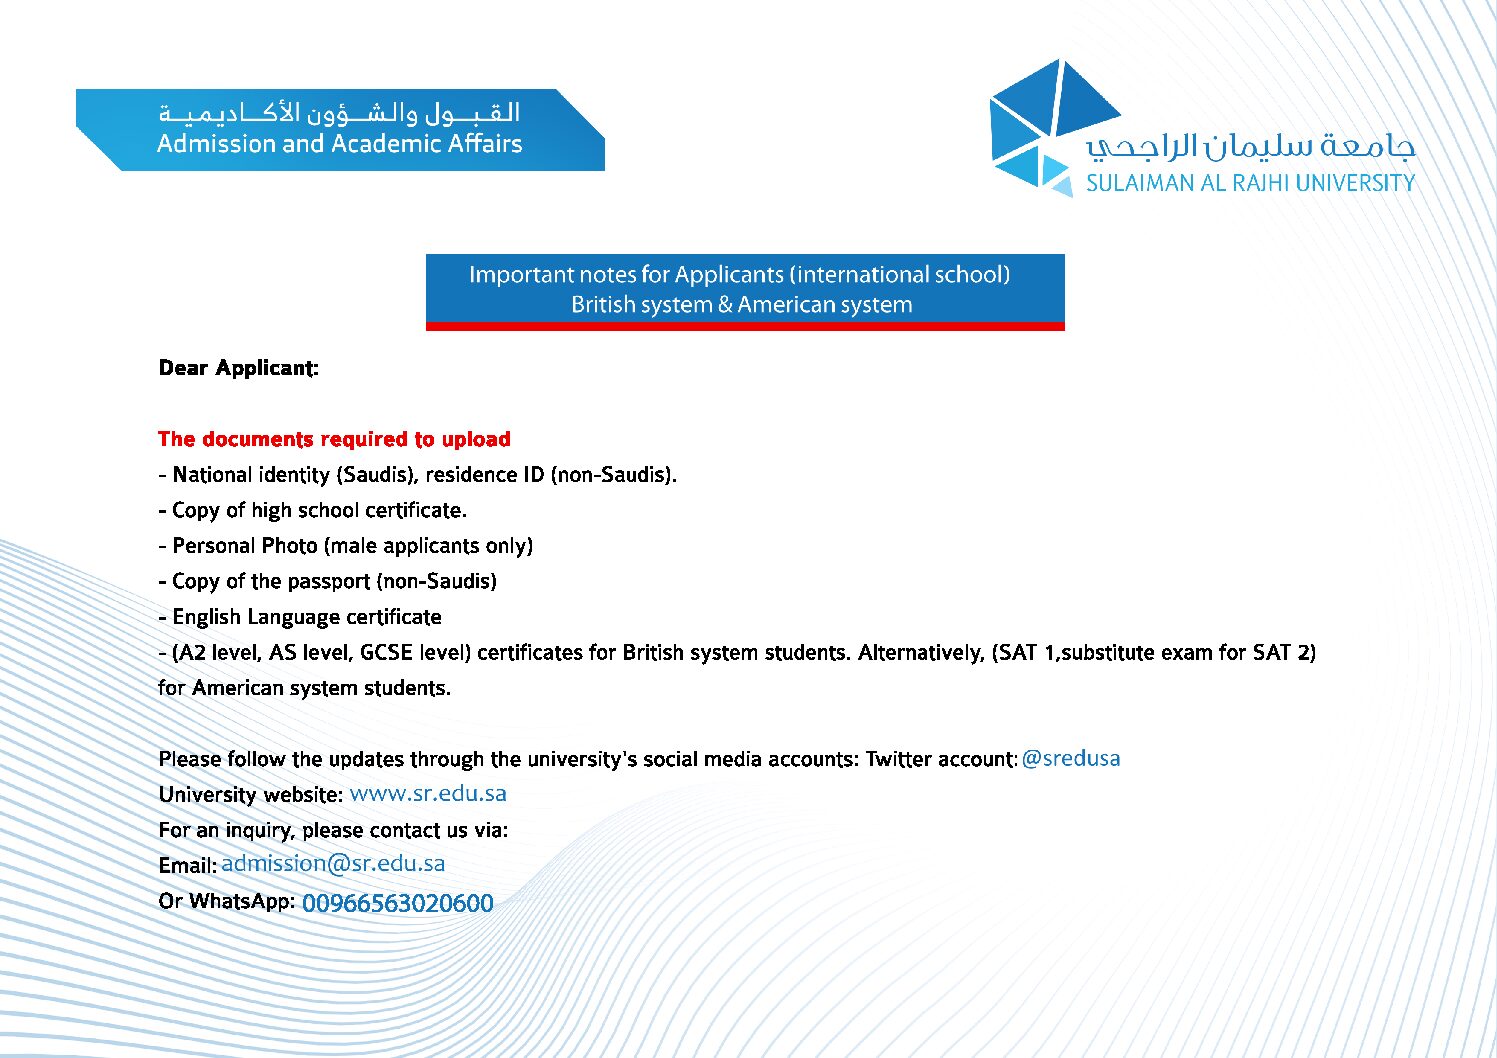 القبول والشؤون الأكاديمية
Admission and Academic Affairs
جامعة سليمان الراجحي
SULAIMAN AL RAJHI UNIVERSITY
Important notes for Applicants (international school)
British system & American system
Dear Applicant:
The documents required to upload
- National identity (Saudis), residence ID (non-Saudis).
- Copy of high school certificate.
- Personal Photo (male applicants only)
- Copy of the passport (non-Saudis)
- English Language certificate
- (A2 level, AS level, GCSE level) certificates for British system students. Alternatively, (SAT 1,substitute exam for SAT 2)
for American system students.
Please follow the updates through the university's social media accounts: Twitter account: @sredusa
University website: www.sr.edu.sa
For an inquiry, please contact us via:
Email: admission@sr.edu.sa
Or WhatsApp: 00966563020600